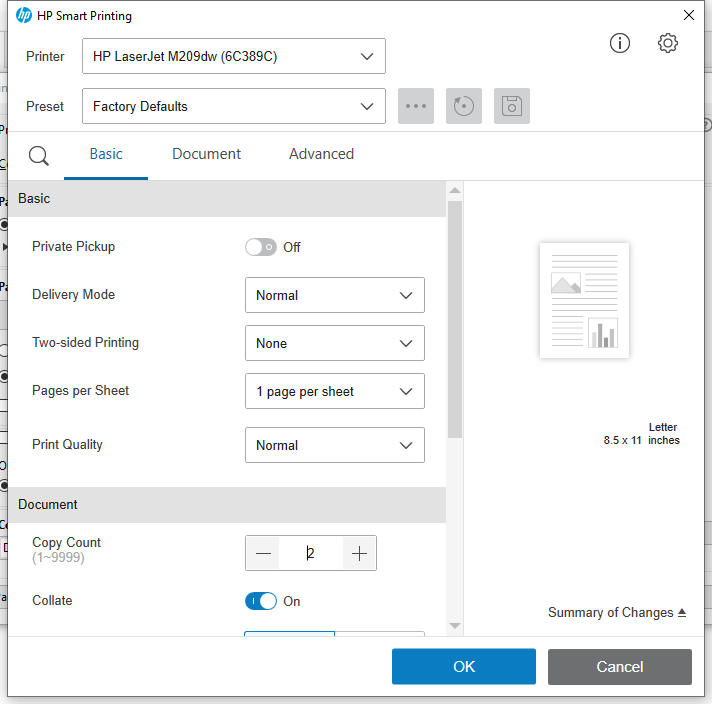 hp HP Smart Printing
Printer HP LaserJet M209dw (6C389C)
Preset Factory Defaults
Basic Document Advanced
Basic
Private Pickup Off
Delivery Mode Normal
Two-sided Printing None
Pages per Sheet 1 page per sheet
Print Quality Normal
Letter
8.5 x 11 inches
Document
Copy Count
(1~9999)
2
Collate On
Summary of Changes
OK Cancel